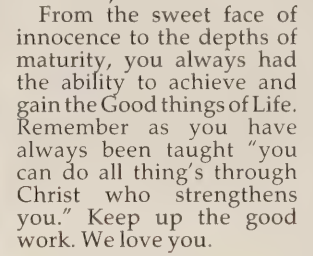 From the sweet face of
innocence to the depths of
maturity, you always had
the ability to achieve and
gain the Good things of Life.
Remember as you have
always been taught "you
can do all thing's through
Christ who strengthens
you." Keep up the good
work. We love you.